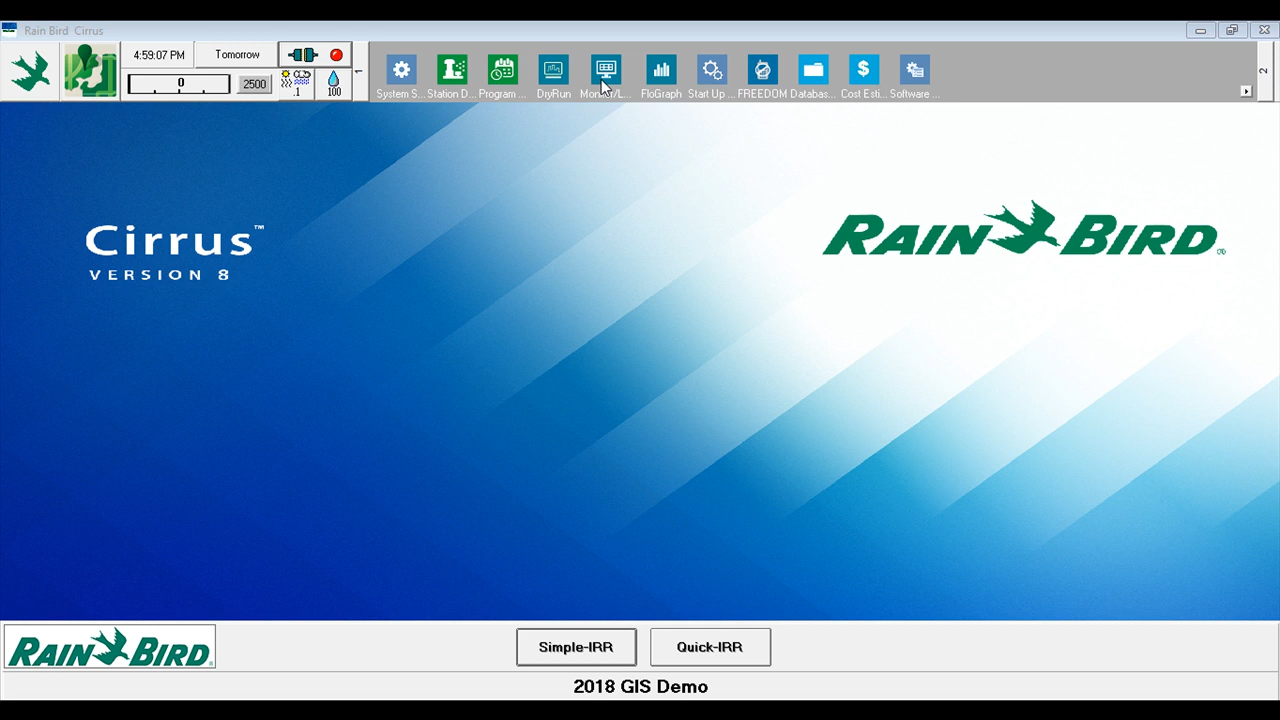 Rain Bird Cirrus
4:59:07 PM
Tomorrow
0
2500
.1
100
System S...
Station D...
Program ...
DryRun
Monitor/L...
FloGraph
Start Up ...
FREEDOM
Databas...
Cost Esti...
Software ...
2
Cirrus™
VERSION 8
RAIN BIRD®
RAIN BIRD®
Simple-IRR
Quick-IRR
2018 GIS Demo